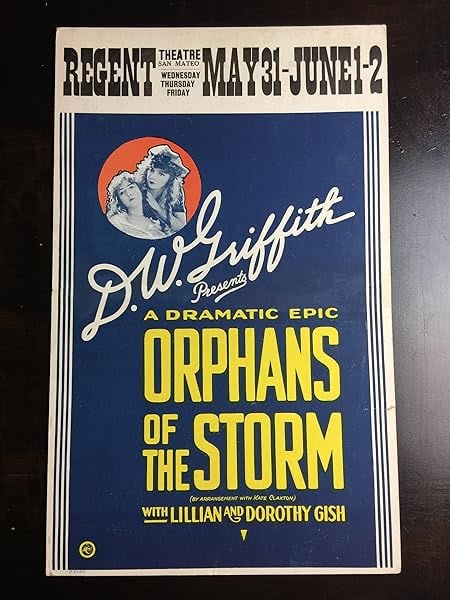 REGENT THEATRE SAN MATEO WEDNESDAY THURSDAY FRIDAY MAY 31-JUNE 1-2
D.W. Griffith
Presents
A DRAMATIC EPIC
ORPHANS
OF THE STORM
(BY ARRANGEMENT WITH KATE CLAXTON)
WITH LILLIAN AND DOROTHY GISH